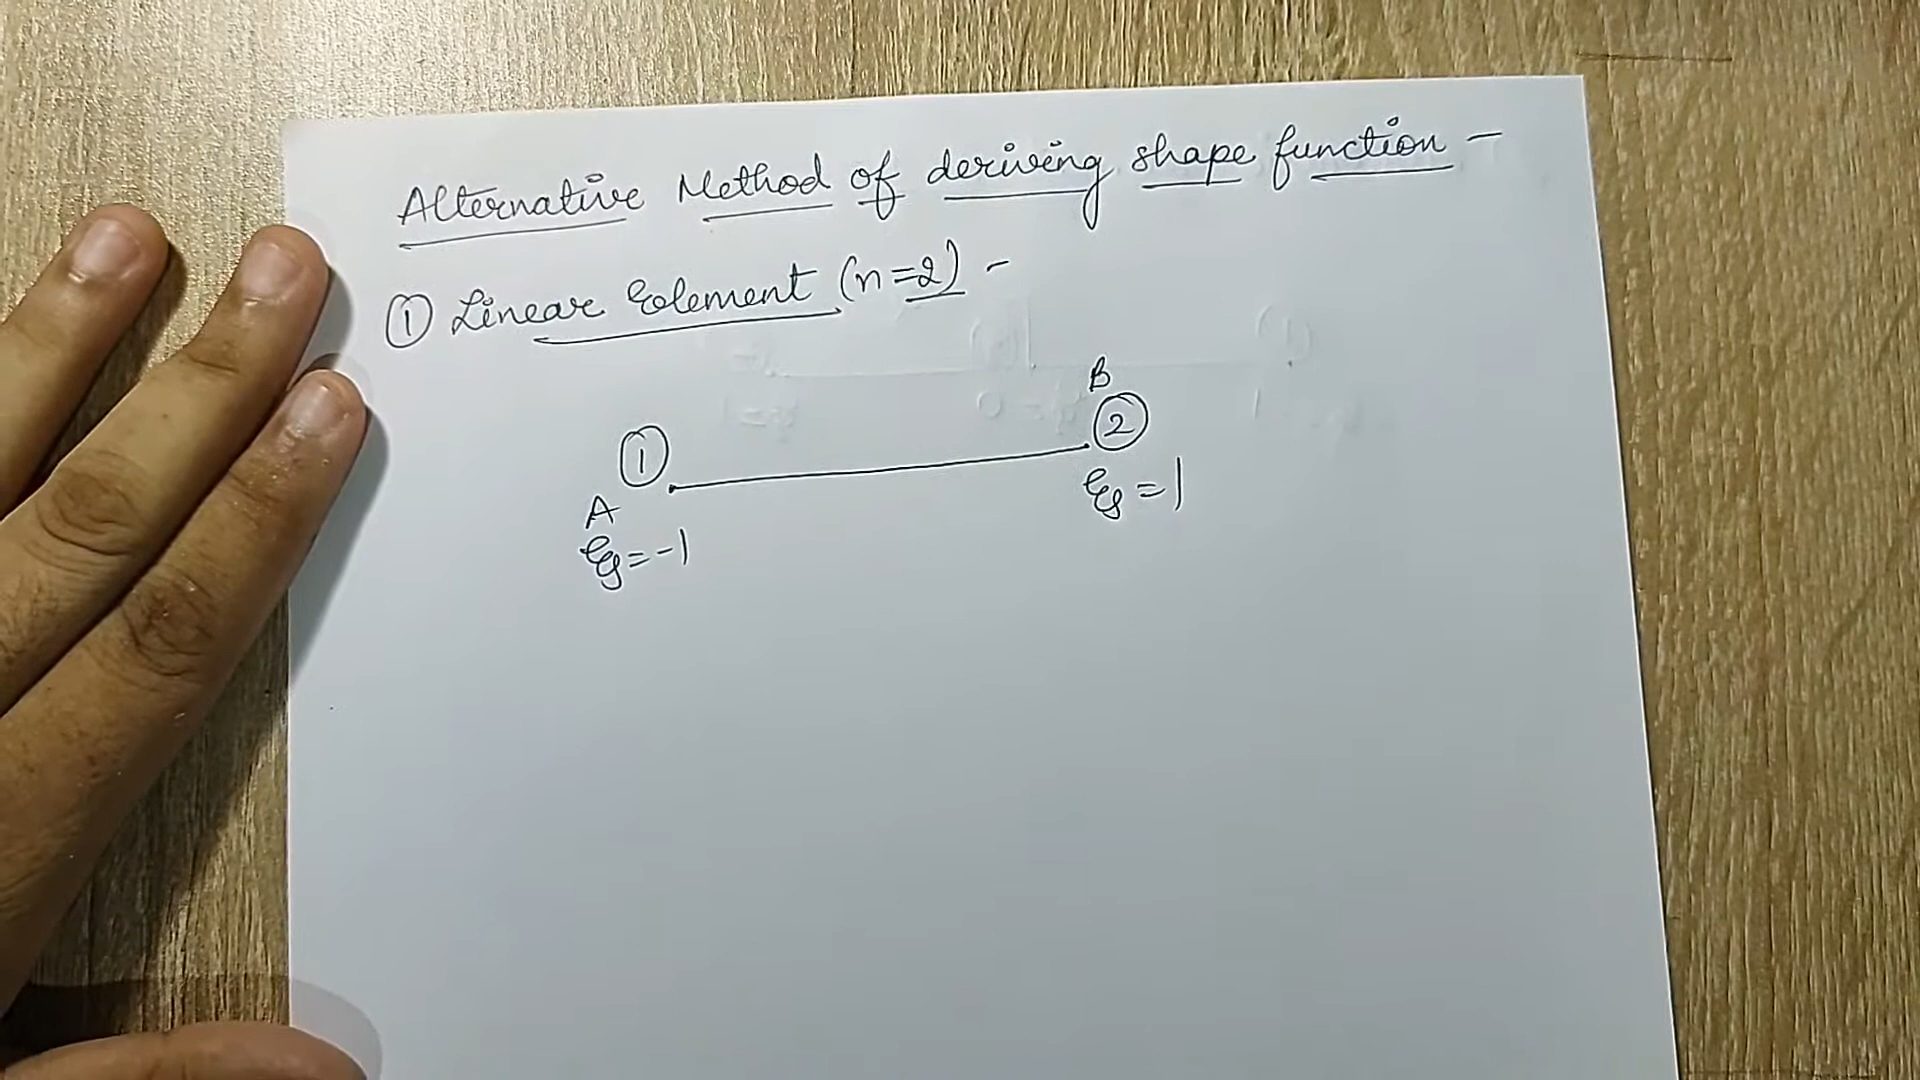 Alternative Method of deriving shape function -
① Linear Element (n=2) -
B
① ②
A ξ=1
ξ=-1